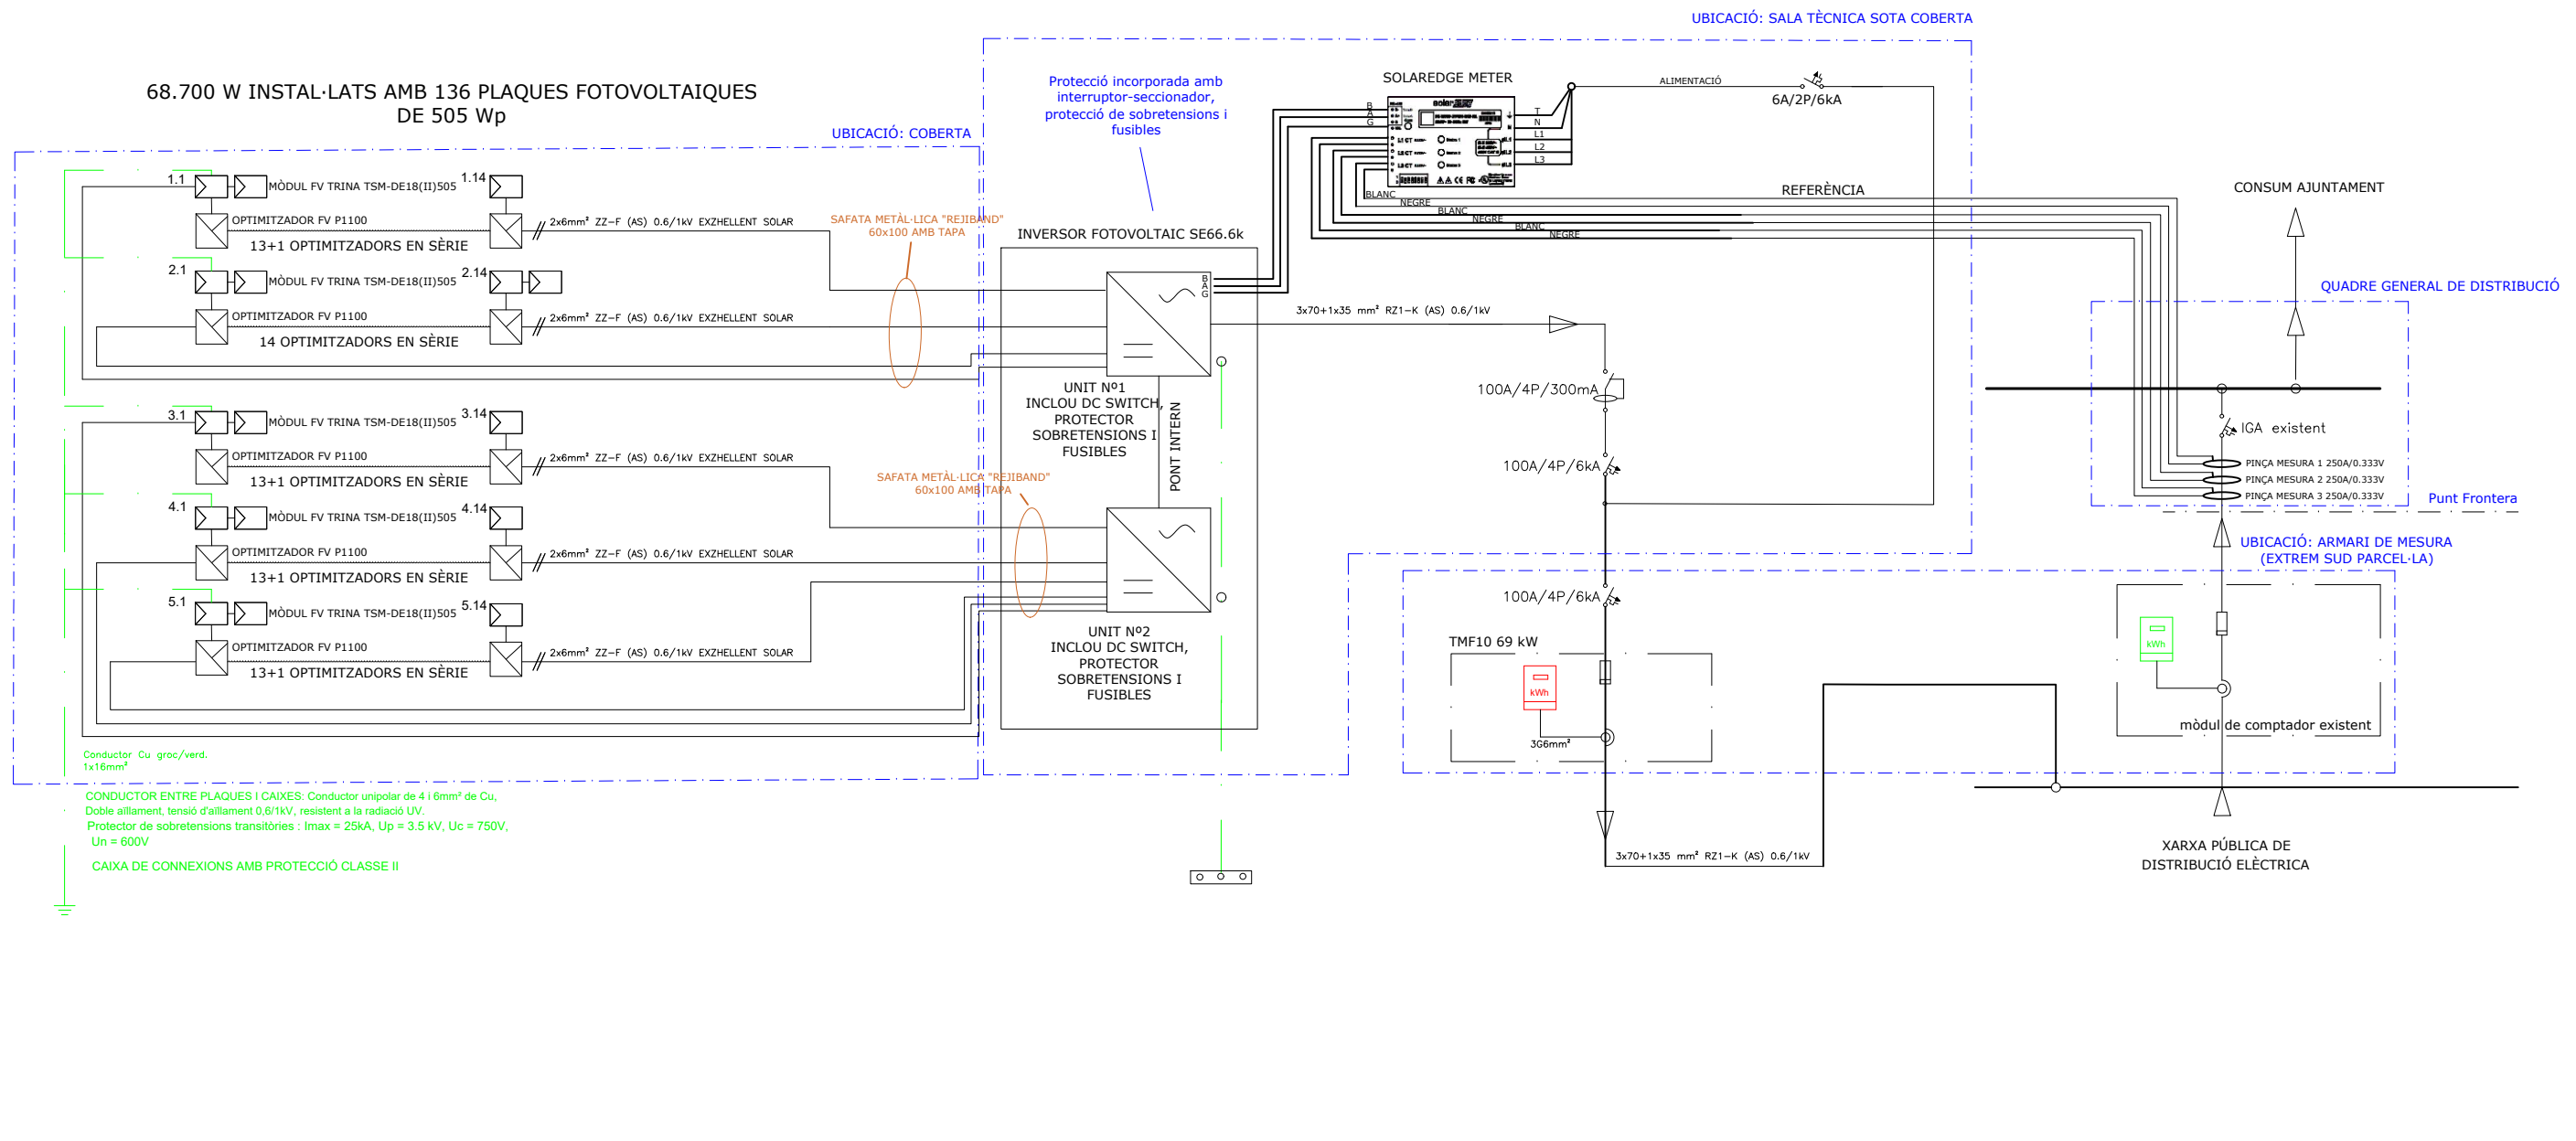 UBICACIÓ: SALA TÈCNICA SOTA COBERTA
68.700 W INSTAL·LATS AMB 136 PLAQUES FOTOVOLTAIQUES
DE 505 Wp
UBICACIÓ: COBERTA
Protecció incorporada amb
interruptor-seccionador,
protecció de sobretensions i
fusibles
SOLAREDGE METER
ALIMENTACIÓ
6A/2P/6kA
B
A
G
T
N
L1
L2
L3
BLANC
NEGRE
BLANC
NEGRE
BLANC
NEGRE
REFERÈNCIA
CONSUM AJUNTAMENT
QUADRE GENERAL DE DISTRIBUCIÓ
1.1
MÒDUL FV TRINA TSM-DE18(II)505
1.14
OPTIMITZADOR FV P1100
13+1 OPTIMITZADORS EN SÈRIE
2x6mm² ZZ-F (AS) 0.6/1kV EXZHELLENT SOLAR
2.1
MÒDUL FV TRINA TSM-DE18(II)505
2.14
OPTIMITZADOR FV P1100
14 OPTIMITZADORS EN SÈRIE
2x6mm² ZZ-F (AS) 0.6/1kV EXZHELLENT SOLAR
SAFATA METÀL·LICA "REJIBAND"
60x100 AMB TAPA
INVERSOR FOTOVOLTAIC SE66.6k
B
A
G
3x70+1x35 mm² RZ1-K (AS) 0.6/1kV
UNIT Nº1
INCLOU DC SWITCH,
PROTECTOR
SOBRETENSIONS I
FUSIBLES
PONT INTERN
100A/4P/300mA
100A/4P/6kA
IGA existent
PINÇA MESURA 1 250A/0.333V
PINÇA MESURA 2 250A/0.333V
PINÇA MESURA 3 250A/0.333V
Punt Frontera
3.1
MÒDUL FV TRINA TSM-DE18(II)505
3.14
OPTIMITZADOR FV P1100
13+1 OPTIMITZADORS EN SÈRIE
2x6mm² ZZ-F (AS) 0.6/1kV EXZHELLENT SOLAR
SAFATA METÀL·LICA "REJIBAND"
60x100 AMB TAPA
4.1
MÒDUL FV TRINA TSM-DE18(II)505
4.14
OPTIMITZADOR FV P1100
13+1 OPTIMITZADORS EN SÈRIE
2x6mm² ZZ-F (AS) 0.6/1kV EXZHELLENT SOLAR
5.1
MÒDUL FV TRINA TSM-DE18(II)505
5.14
OPTIMITZADOR FV P1100
13+1 OPTIMITZADORS EN SÈRIE
2x6mm² ZZ-F (AS) 0.6/1kV EXZHELLENT SOLAR
UNIT Nº2
INCLOU DC SWITCH,
PROTECTOR
SOBRETENSIONS I
FUSIBLES
UBICACIÓ: ARMARI DE MESURA
(EXTREM SUD PARCEL·LA)
100A/4P/6kA
TMF10 69 kW
kWh
3G6mm²
kWh
mòdul de comptador existent
Conductor Cu groc/verd.
1x16mm²
CONDUCTOR ENTRE PLAQUES I CAIXES: Conductor unipolar de 4 i 6mm² de Cu,
Doble aïllament, tensió d'aïllament 0,6/1kV, resistent a la radiació UV.
Protector de sobretensions transitòries : Imax = 25kA, Up = 3.5 kV, Uc = 750V,
Un = 600V
CAIXA DE CONNEXIONS AMB PROTECCIÓ CLASSE II
3x70+1x35 mm² RZ1-K (AS) 0.6/1kV
XARXA PÚBLICA DE
DISTRIBUCIÓ ELÈCTRICA